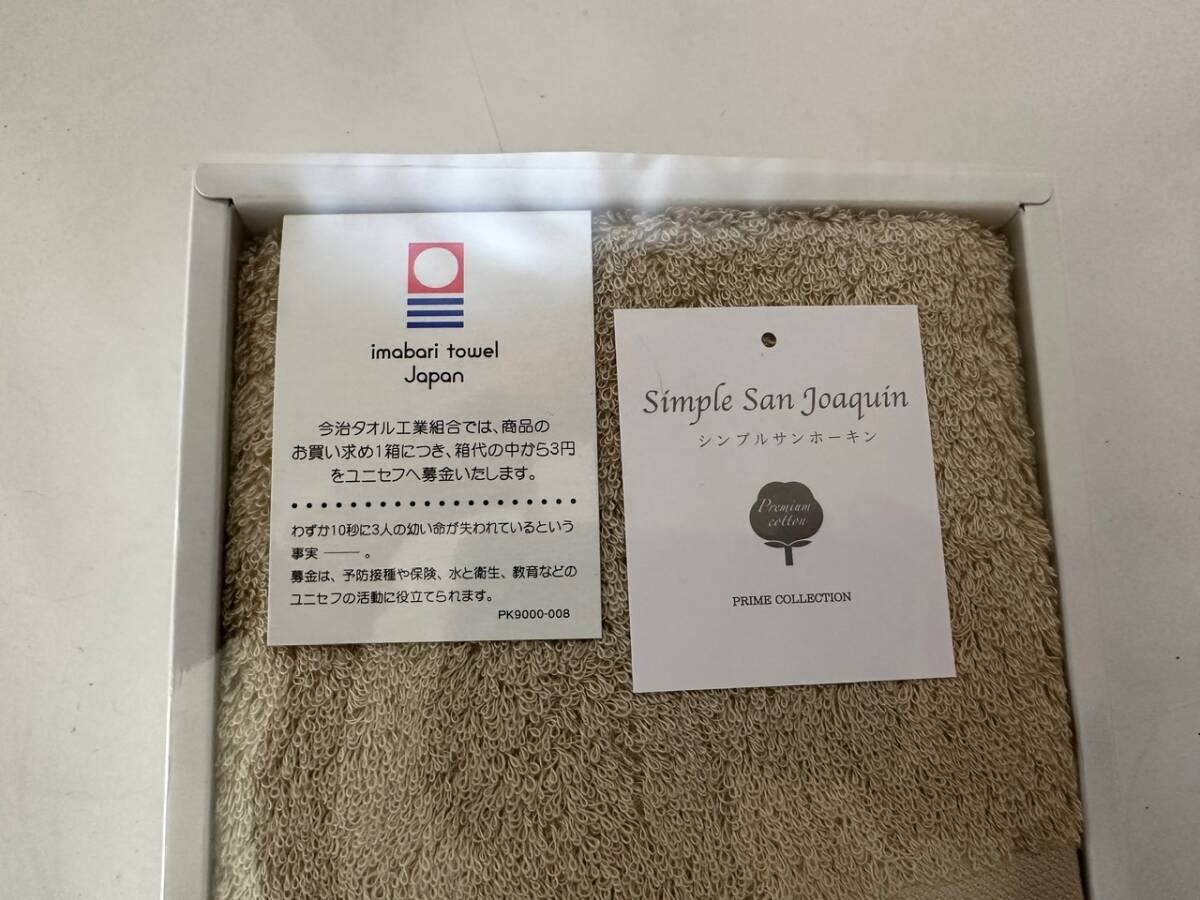 imabari towel
Japan
今治タオル工業組合では、商品の
お買い求め1箱につき、箱代の中から3円
をユニセフへ募金いたします。
わずか10秒に3人の幼い命が失われているという
事実 ――。
募金は、予防接種や保険、水と衛生、教育などの
ユニセフの活動に役立てられます。
PK9000-008
Simple San Joaquin
シンプルサンホーキン
Premium
cotton
PRIME COLLECTION